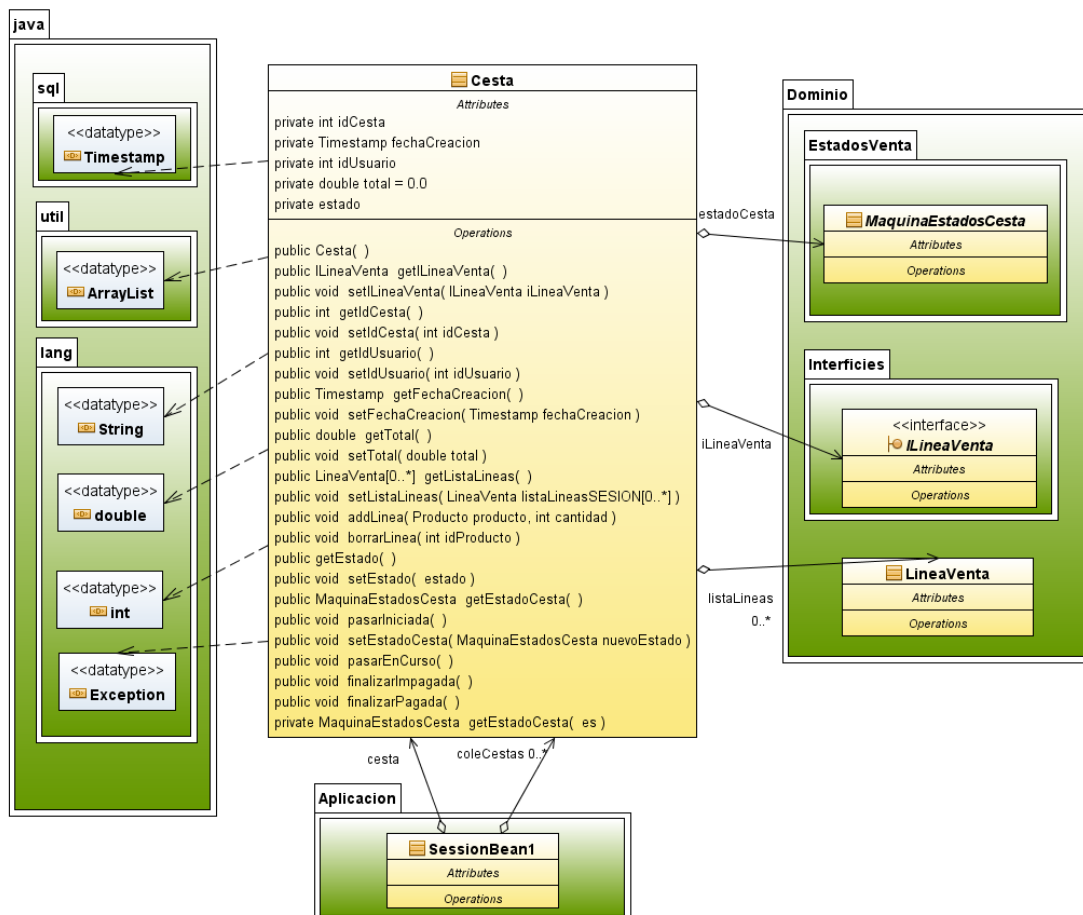 java
sql
<<datatype>>
Timestamp
util
<<datatype>>
ArrayList
lang
<<datatype>>
String
<<datatype>>
double
<<datatype>>
int
<<datatype>>
Exception
Cesta
Attributes
private int idCesta
private Timestamp fechaCreacion
private int idUsuario
private double total = 0.0
private estado
Operations
public Cesta( )
public ILineaVenta getILineaVenta( )
public void setILineaVenta( ILineaVenta iLineaVenta )
public int getIdCesta( )
public void setIdCesta( int idCesta )
public int getIdUsuario( )
public void setIdUsuario( int idUsuario )
public Timestamp getFechaCreacion( )
public void setFechaCreacion( Timestamp fechaCreacion )
public double getTotal( )
public void setTotal( double total )
public LineaVenta[0..*] getListaLineas( )
public void setListaLineas( LineaVenta listaLineasSESION[0..*] )
public void addLinea( Producto producto, int cantidad )
public void borrarLinea( int idProducto )
public getEstado( )
public void setEstado( estado )
public MaquinaEstadosCesta getEstadoCesta( )
public void pasarIniciada( )
public void setEstadoCesta( MaquinaEstadosCesta nuevoEstado )
public void pasarEnCurso( )
public void finalizarImpagada( )
public void finalizarPagada( )
private MaquinaEstadosCesta getEstadoCesta( es )
estadoCesta
iLineaVenta
listaLineas
0..*
Dominio
EstadosVenta
MaquinaEstadosCesta
Attributes
Operations
Interficies
<<interface>>
ILineaVenta
Attributes
Operations
LineaVenta
Attributes
Operations
cesta
coleCestas 0..*
Aplicacion
SessionBean1
Attributes
Operations